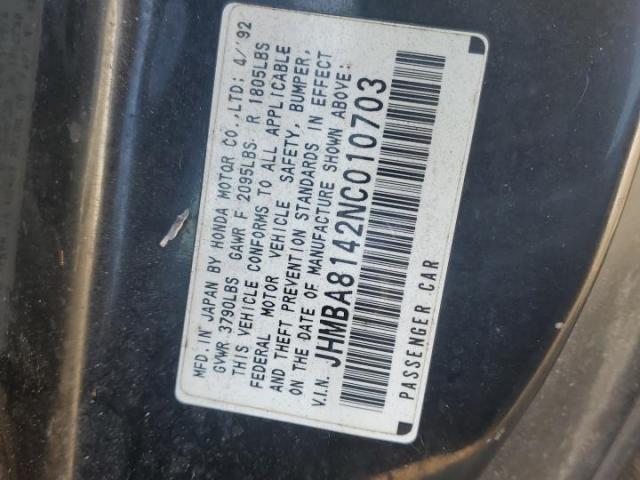 MFD. IN JAPAN BY HONDA MOTOR CO., LTD; 4/'92
GVWR 3790LBS GAWR F 2095LBS. R 1805LBS
THIS VEHICLE CONFORMS TO ALL APPLICABLE
FEDERAL MOTOR VEHICLE SAFETY, BUMPER,
AND THEFT PREVENTION STANDARDS IN EFFECT
ON THE DATE OF MANUFACTURE SHOWN ABOVE:
V.I.N. JHMBA8142NC010703
PASSENGER CAR